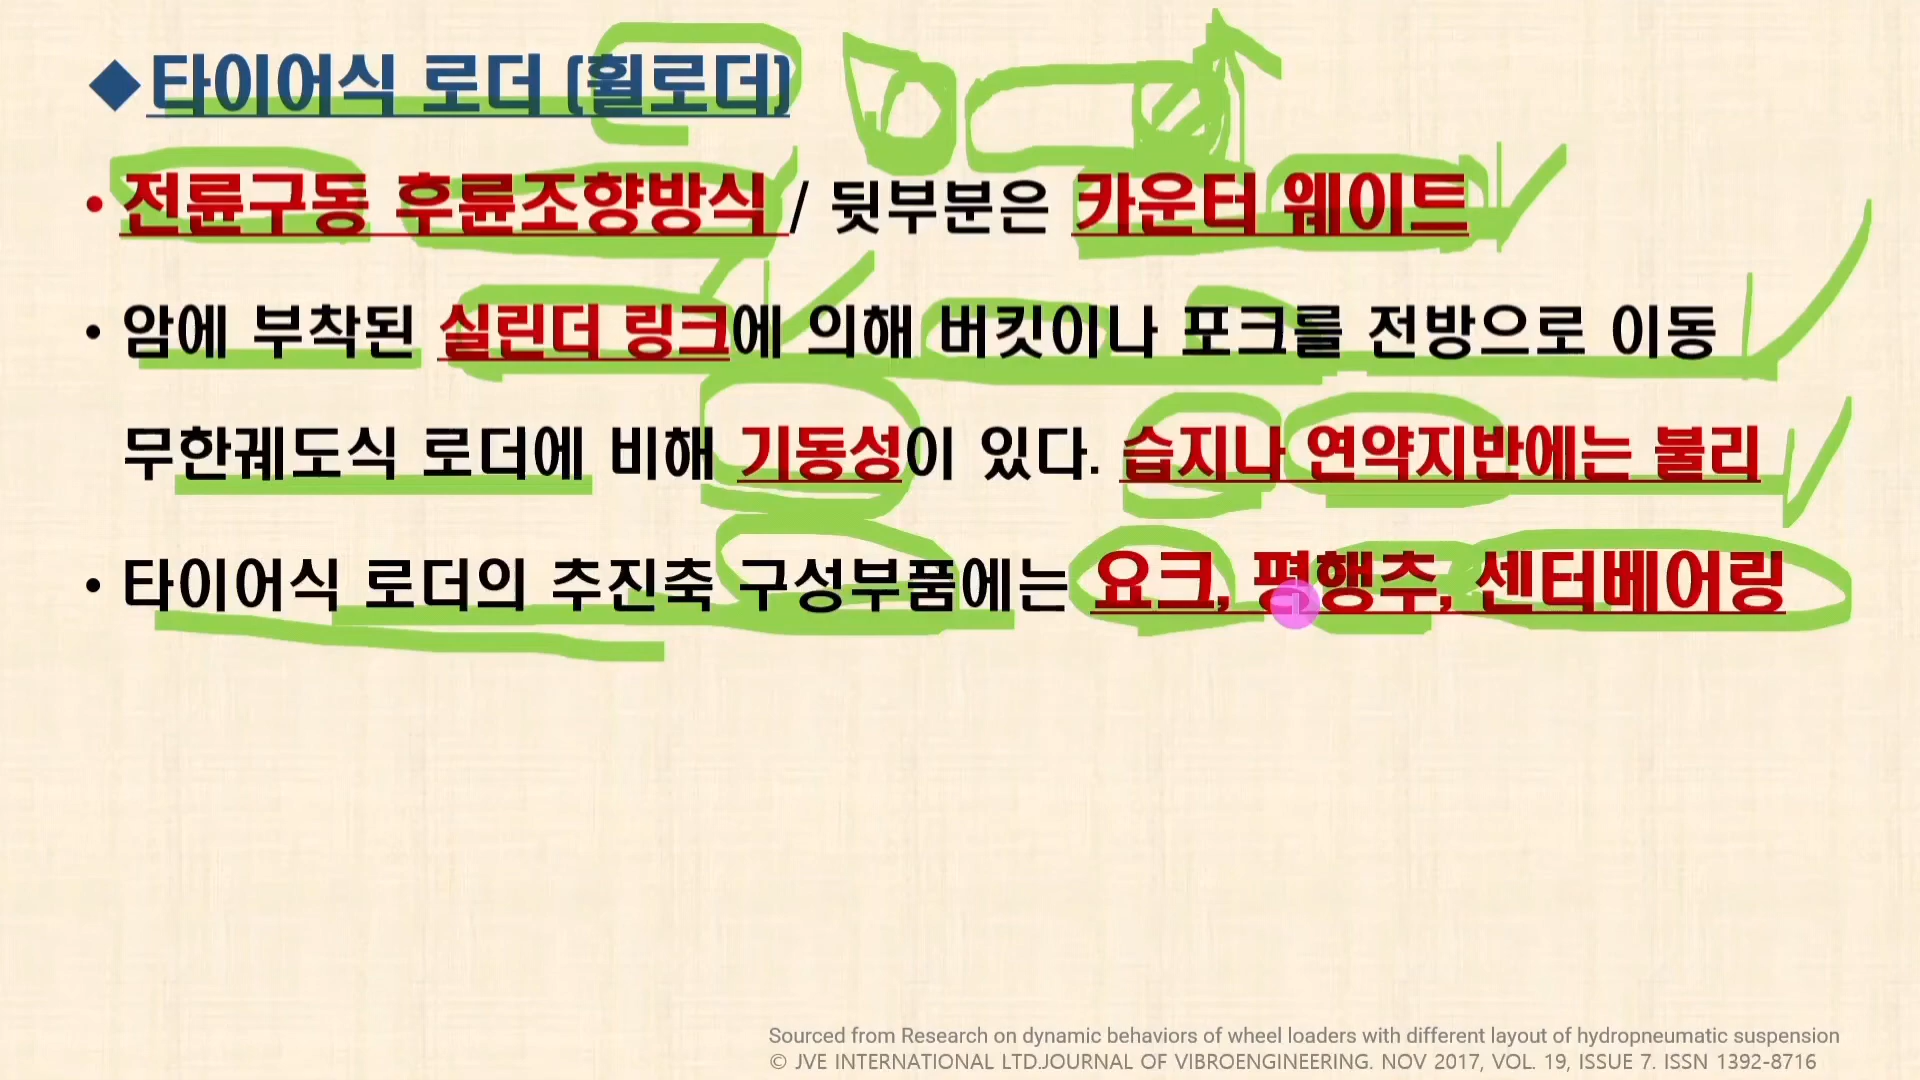 ◆타이어식 로더 (휠로더)
• 전륜구동 후륜조향방식 / 뒷부분은 카운터 웨이트
• 암에 부착된 실린더 링크에 의해 버킷이나 포크를 전방으로 이동
무한궤도식 로더에 비해 기동성이 있다. 습지나 연약지반에는 불리
• 타이어식 로더의 추진축 구성부품에는 요크, 평행추, 센터베어링
Sourced from Research on dynamic behaviors of wheel loaders with different layout of hydropneumatic suspension
© JVE INTERNATIONAL LTD.JOURNAL OF VIBROENGINEERING. NOV 2017, VOL. 19, ISSUE 7. ISSN 1392-8716